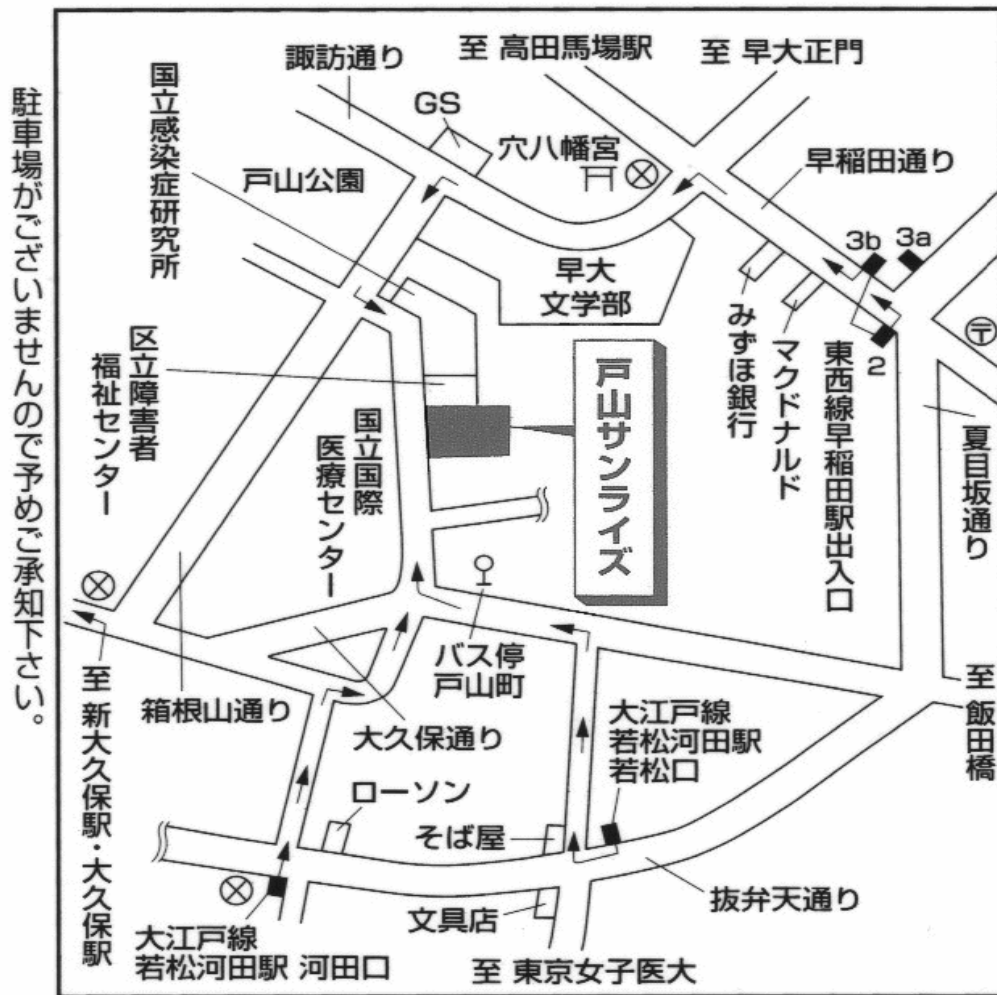 駐車場がございませんので予めご承知下さい。
至 高田馬場駅
至 早大正門
諏訪通り
GS
国立感染症研究所
穴八幡宮
早稲田通り
戸山公園
3b
3a
早大
文学部
みずほ銀行
マクドナルド
東西線早稲田駅出入口
2
〒
夏目坂通り
区立障害者
福祉センター
国立国際
医療センター
戸山サンライズ
バス停
戸山町
至 新大久保駅・大久保駅
箱根山通り
大久保通り
大江戸線
若松河田駅
若松口
至 飯田橋
ローソン
そば屋
抜弁天通り
文具店
大江戸線
若松河田駅 河田口
至 東京女子医大